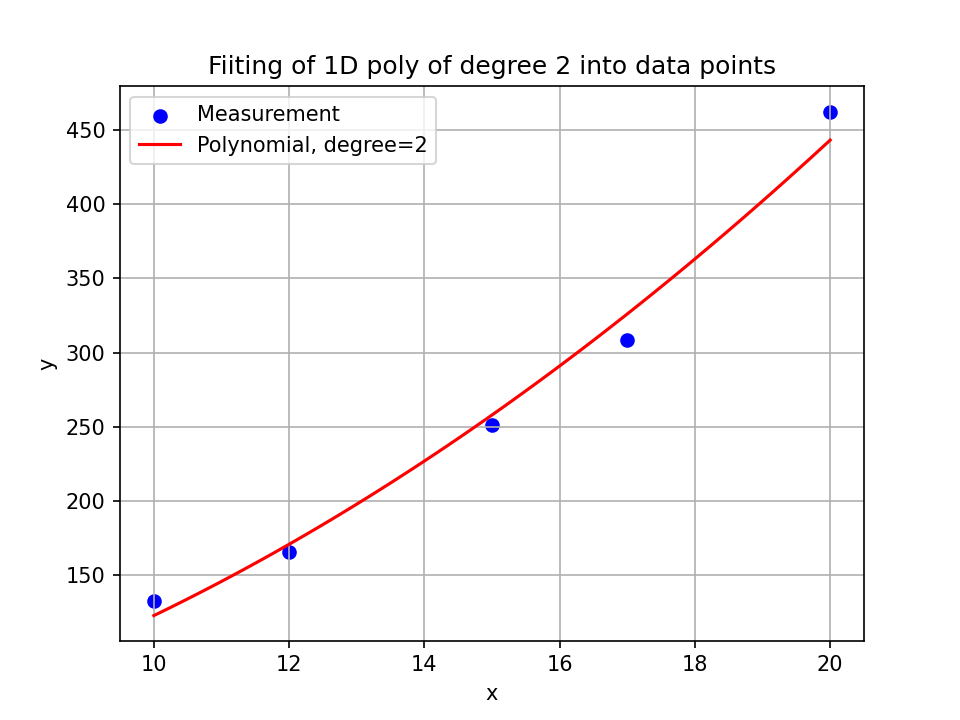 Fiiting of 1D poly of degree 2 into data points
Measurement
Polynomial, degree=2
450
400
350
300
250
200
150
y
10 12 14 16 18 20
x